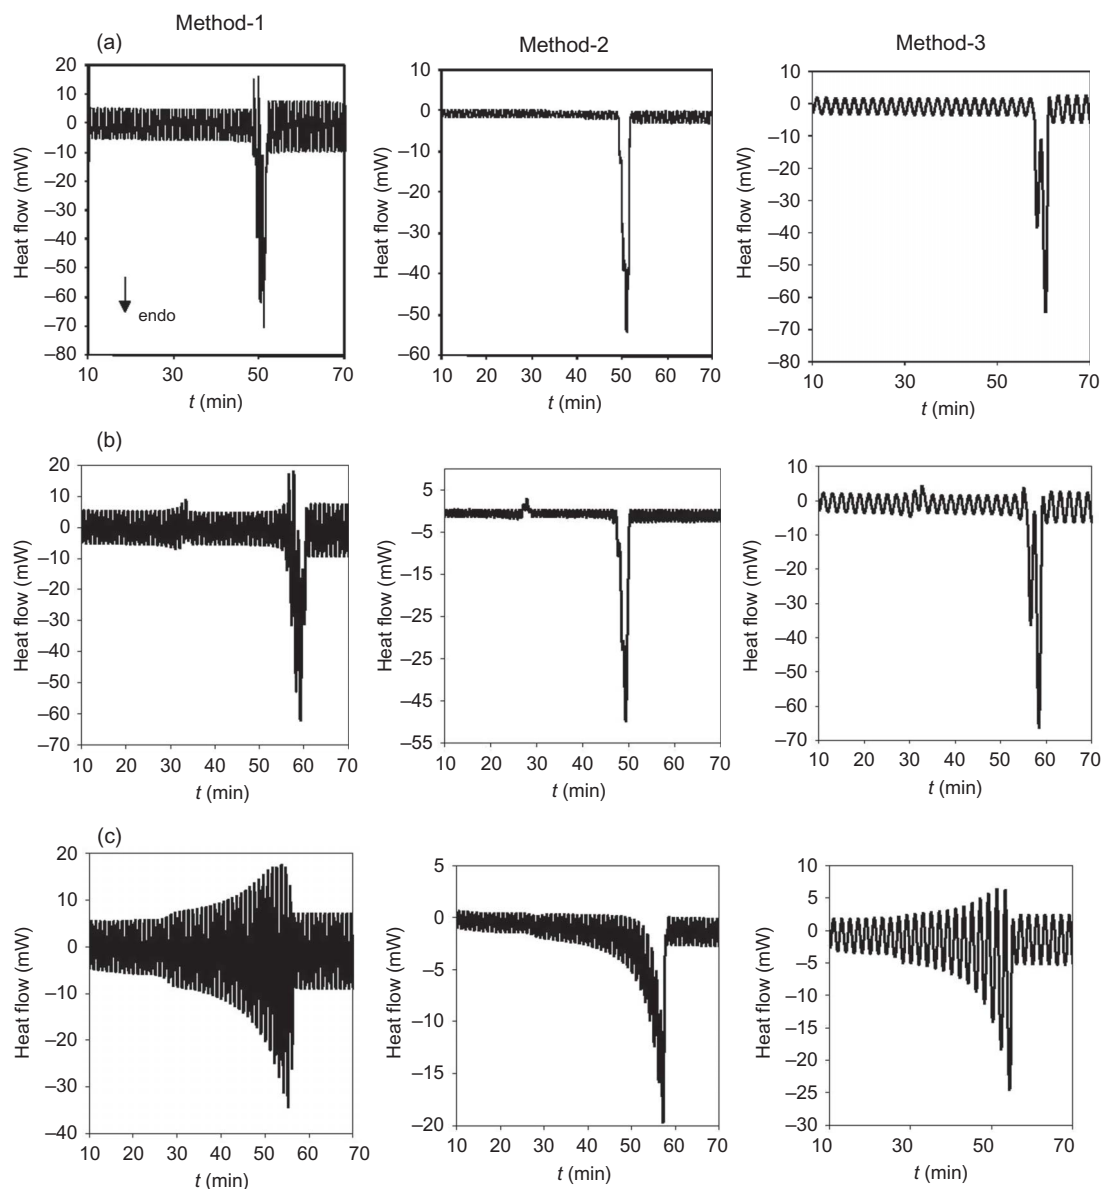 Method-1
Method-2
Method-3
(a)
20
10
0
–10
–20
–30
–40
–50
–60
–70
–80
Heat flow (mW)
endo
10 20 30 40 50 60 70
t (min)
10
0
–10
–20
–30
–40
–50
–60
Heat flow (mW)
10 20 30 40 50 60 70
t (min)
10
0
–10
–20
–30
–40
–50
–60
–70
–80
Heat flow (mW)
10 30 50 70
t (min)
(b)
20
10
0
–10
–20
–30
–40
–50
–60
–70
Heat flow (mW)
10 20 30 40 50 60 70
t (min)
5
–5
–15
–25
–35
–45
–55
Heat flow (mW)
10 20 30 40 50 60 70
t (min)
10
0
–10
–20
–30
–40
–50
–60
–70
Heat flow (mW)
10 20 30 40 50 60 70
t (min)
(c)
20
10
0
–10
–20
–30
–40
Heat flow (mW)
10 20 30 40 50 60 70
t (min)
5
0
–5
–10
–15
–20
Heat flow (mW)
10 20 30 40 50 60 70
t (min)
10
5
0
–5
–10
–15
–20
–25
–30
Heat flow (mW)
10 30 50 70
t (min)